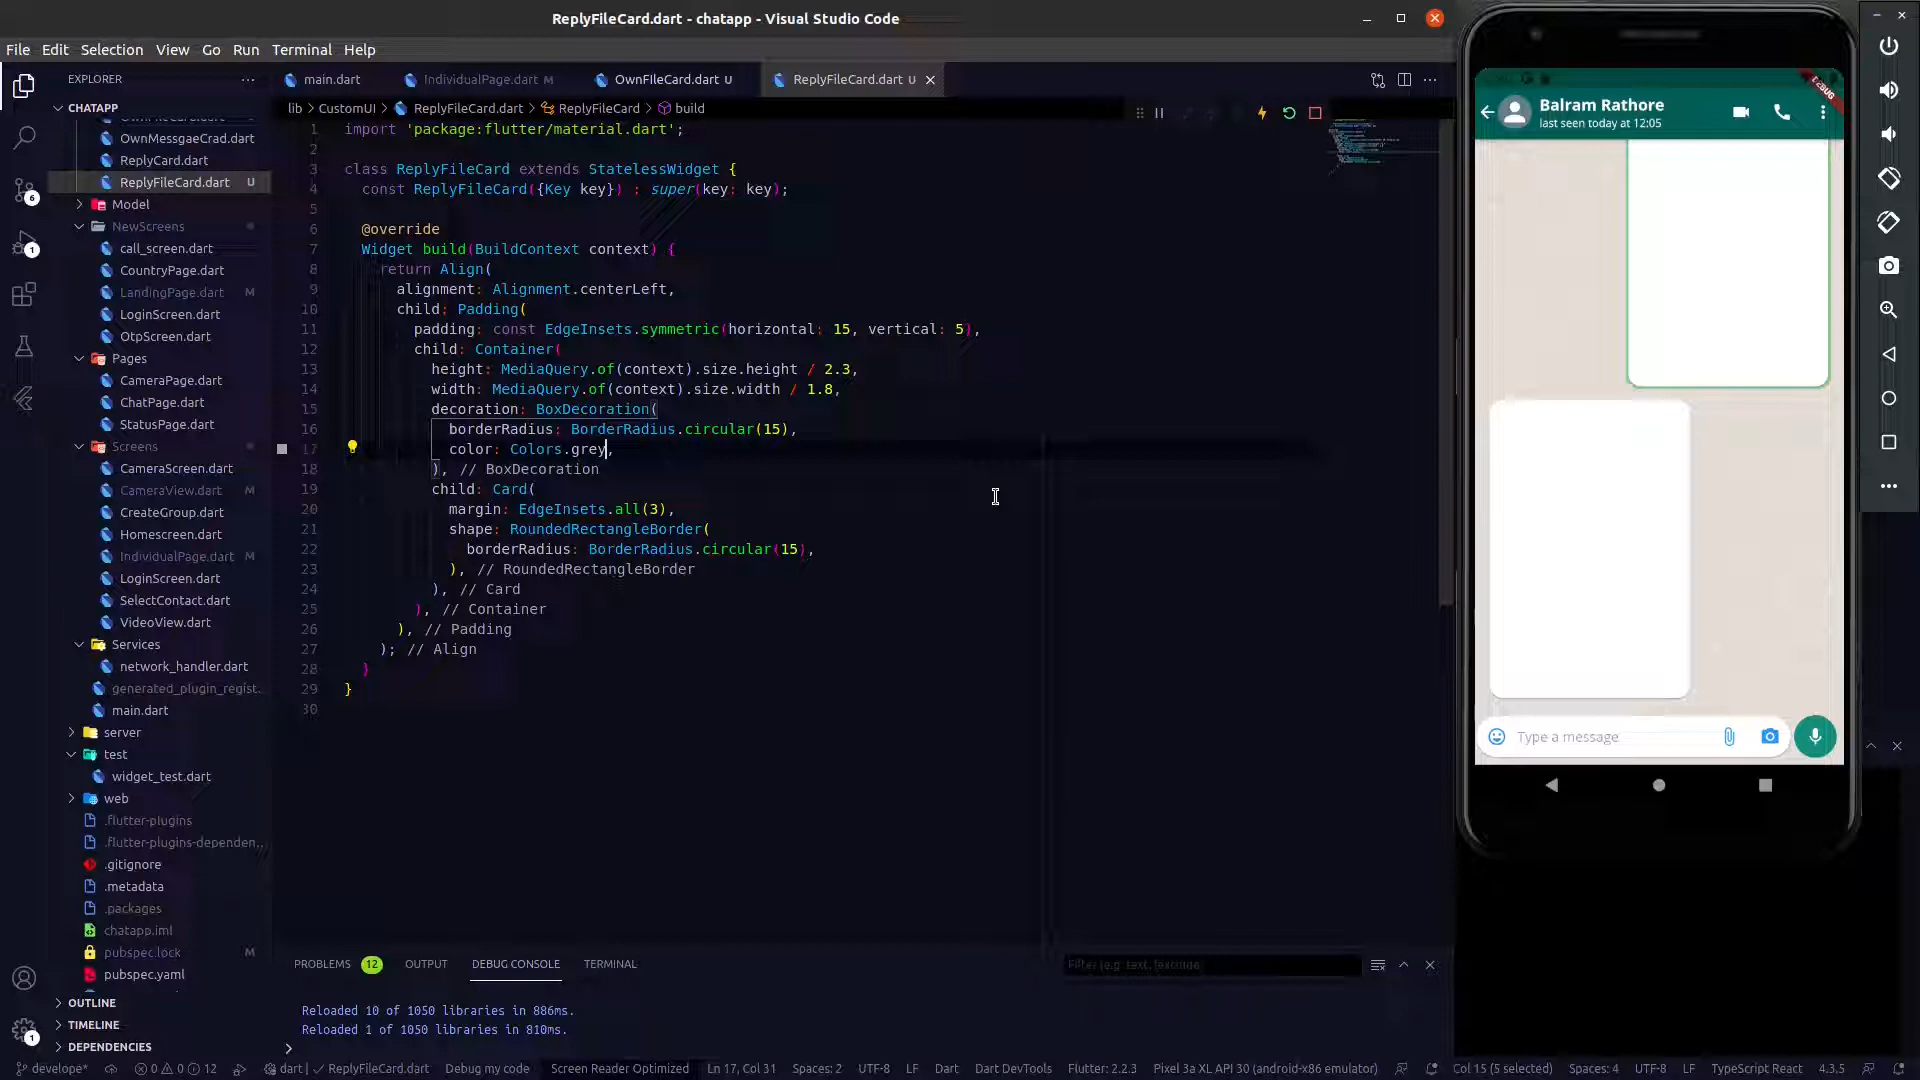 ReplyFileCard.dart - chatapp - Visual Studio Code
File Edit Selection View Go Run Terminal Help
EXPLORER
main.dart
IndividualPage.dart M
OwnFIleCard.dart U
ReplyFileCard.dart U
CHATAPP
OwnMessgaeCrad.dart
ReplyCard.dart
ReplyFileCard.dart U
Model
NewScreens
call_screen.dart
CountryPage.dart
LandingPage.dart M
LoginScreen.dart
OtpScreen.dart
Pages
CameraPage.dart
ChatPage.dart
StatusPage.dart
Screens
CameraScreen.dart
CameraView.dart M
CreateGroup.dart
Homescreen.dart
IndividualPage.dart M
LoginScreen.dart
SelectContact.dart
VideoView.dart
Services
network_handler.dart
generated_plugin_regist.
main.dart
server
test
widget_test.dart
web
.flutter-plugins
.flutter-plugins-dependen...
.gitignore
.metadata
.packages
chatapp.iml
pubspec.lock M
pubspec.yaml
OUTLINE
TIMELINE
DEPENDENCIES
6
1
1
lib > CustomUI > ReplyFileCard.dart > ReplyFileCard > build
1 import 'package:flutter/material.dart';
2
3 class ReplyFileCard extends StatelessWidget {
4 const ReplyFileCard({Key key}) : super(key: key);
5
6 @override
7 Widget build(BuildContext context) {
8 return Align(
9 alignment: Alignment.centerLeft,
10 child: Padding(
11 padding: const EdgeInsets.symmetric(horizontal: 15, vertical: 5),
12 child: Container(
13 height: MediaQuery.of(context).size.height / 2.3,
14 width: MediaQuery.of(context).size.width / 1.8,
15 decoration: BoxDecoration(
16 borderRadius: BorderRadius.circular(15),
17 color: Colors.grey,
18 ), // BoxDecoration
19 child: Card(
20 margin: EdgeInsets.all(3),
21 shape: RoundedRectangleBorder(
22 borderRadius: BorderRadius.circular(15),
23 ), // RoundedRectangleBorder
24 ), // Card
25 ), // Container
26 ), // Padding
27 ); // Align
28 }
29 }
30
PROBLEMS 12 OUTPUT DEBUG CONSOLE TERMINAL
Filter (e.g. text, !exclude)
Reloaded 10 of 1050 libraries in 886ms.
Reloaded 1 of 1050 libraries in 810ms.
develope* 0 0 12 dart | ReplyFileCard.dart Debug my code Screen Reader Optimized Ln 17, Col 31 Spaces: 2 UTF-8 LF Dart Dart DevTools Flutter: 2.2.3 Pixel 3a XL API 30 (android-x86 emulator) Col 15 (5 selected) Spaces: 4 UTF-8 LF TypeScript React 4.3.5
DEBUG
Balram Rathore
last seen today at 12:05
Type a message